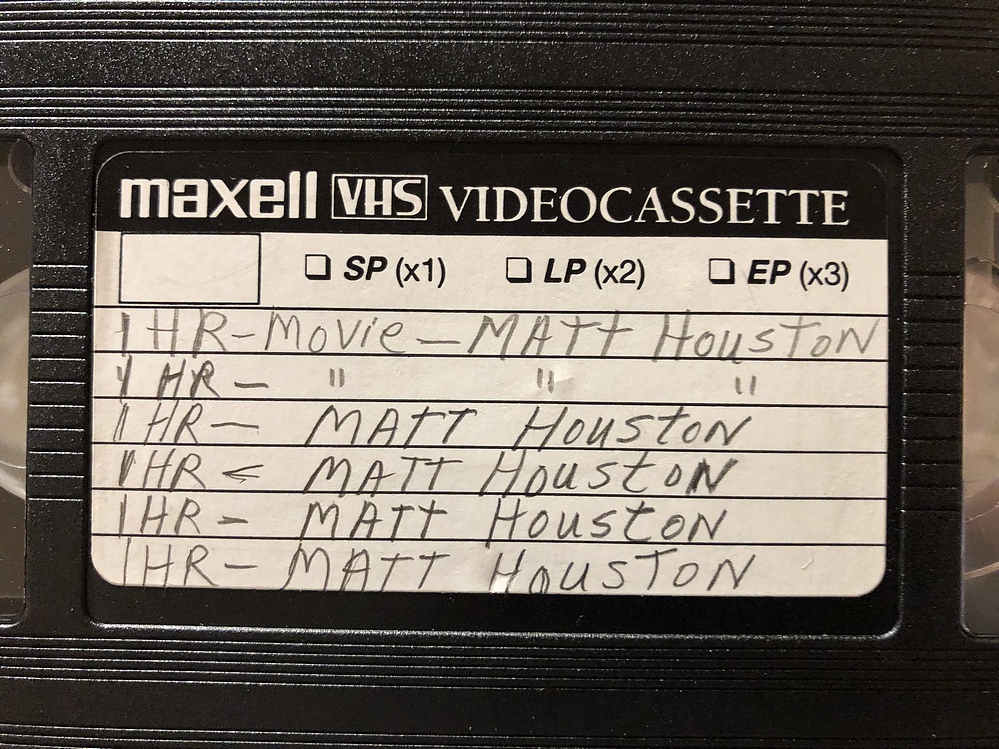 maxell VHS VIDEOCASSETTE
☐ SP (x1) ☐ LP (x2) ☐ EP (x3)
1 HR-Movie-MATT HoustoN
1 HR- " " "
1 HR- MATT HoustoN
1 HR- MATT HoustoN
1 HR- MATT HoustoN
1 HR- MATT HousToN